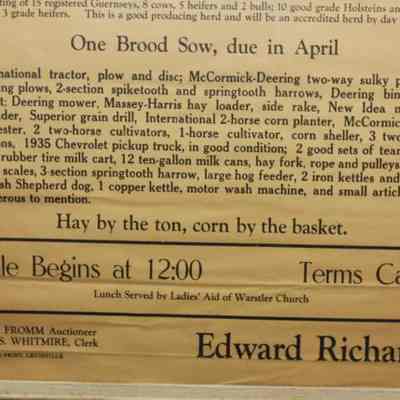 ting of 15 registered Guernseys, 8 cows, 5 heifers and 2 bulls; 10 good grade Holsteins an
3 grade heifers. This is a good producing herd and will be an accredited herd by day
One Brood Sow, due in April
national tractor, plow and disc; McCormick-Deering two-way sulky p
ing plows, 2-section spiketooth and springtooth harrows, Deering bin
t; Deering mower, Massey-Harris hay loader, side rake, New Idea m
der, Superior grain drill, International 2-horse corn planter, McCormic
ester, 2 two-horse cultivators, 1-horse cultivator, corn sheller, 3 tw
ns, 1935 Chevrolet pickup truck, in good condition; 2 good sets of tea
rubber tire milk cart, 12 ten-gallon milk cans, hay fork, rope and pulleys
scales, 3-section springtooth harrow, large hog feeder, 2 iron kettles and
sh Shepherd dog, 1 copper kettle, motor wash machine, and small artic
erous to mention.
Hay by the ton, corn by the basket.
le Begins at 12:00 Terms Ca
Lunch Served by Ladies' Aid of Warstler Church
FROMM Auctioneer
S. WHITMIRE, Clerk
Edward Richar